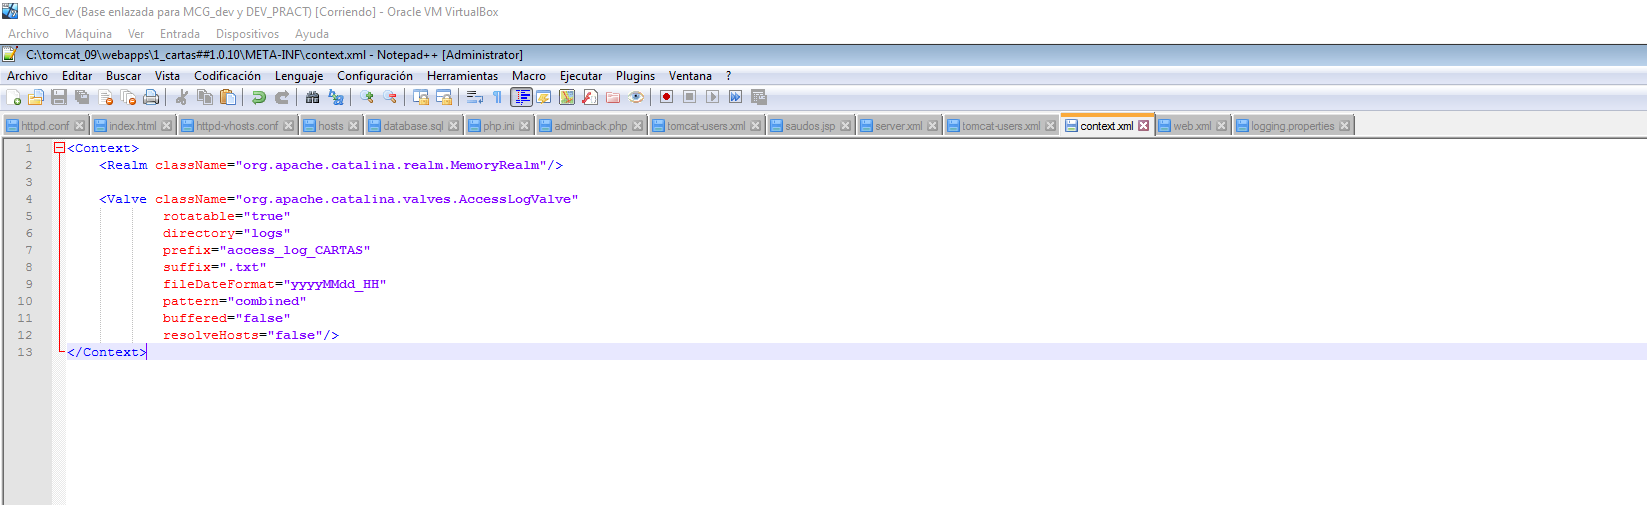 MCG_dev (Base enlazada para MCG_dev y DEV_PRACT) [Corriendo] - Oracle VM VirtualBox
Archivo Máquina Ver Entrada Dispositivos Ayuda
C:\tomcat_09\webapps\1_cartas##1.0.10\META-INF\context.xml - Notepad++ [Administrator]
Archivo Editar Buscar Vista Codificación Lenguaje Configuración Herramientas Macro Ejecutar Plugins Ventana ?
httpd.conf index.html httpd-vhosts.conf hosts database.sql php.ini adminback.php tomcat-users.xml saudos.jsp server.xml tomcat-users.xml context.xml web.xml logging.properties
1 <Context>
2 <Realm className="org.apache.catalina.realm.MemoryRealm"/>
3
4 <Valve className="org.apache.catalina.valves.AccessLogValve"
5 rotatable="true"
6 directory="logs"
7 prefix="access_log_CARTAS"
8 suffix=".txt"
9 fileDateFormat="yyyyMMdd_HH"
10 pattern="combined"
11 buffered="false"
12 resolveHosts="false"/>
13 </Context>